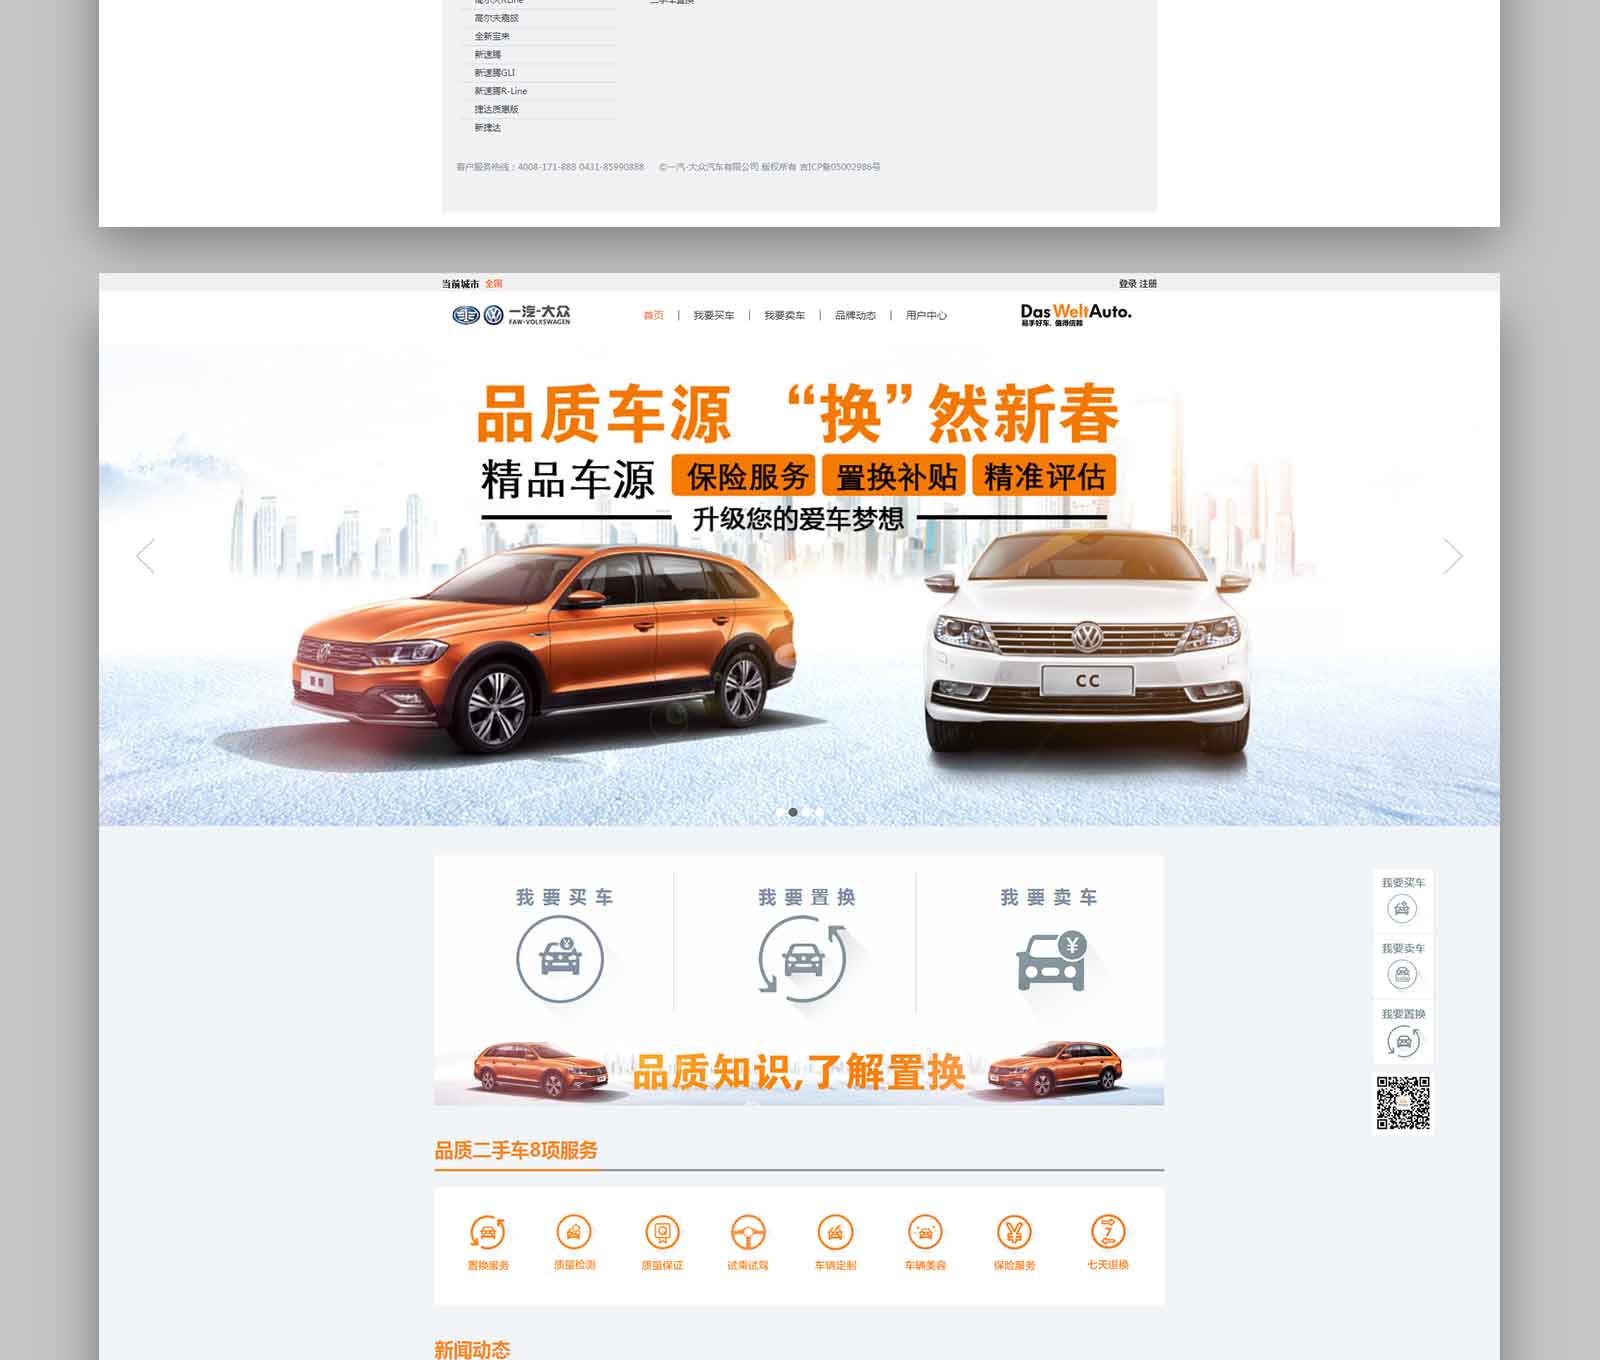 高尔夫R-Line
二手车置换
高尔夫嘉旅
全新宝来
新速腾
新速腾GLI
新速腾R-Line
捷达质惠版
新捷达
客户服务热线：4008-171-888 0431-85990888 ©一汽-大众汽车有限公司 版权所有 吉ICP备05002986号
当前城市 全国
登录 注册
一汽-大众
FAW-VOLKSWAGEN
首页 | 我要买车 | 我要卖车 | 品牌动态 | 用户中心
Das WeltAuto.
易手好车，值得信赖
品质车源 “换”然新春
精品车源 保险服务 置换补贴 精准评估
升级您的爱车梦想
CC
我要买车
我要置换
我要卖车
我要买车
我要卖车
我要置换
品质知识,了解置换
品质二手车8项服务
置换服务
质量检测
质量保证
试乘试驾
车辆定制
车辆美容
保险服务
七天退换
新闻动态